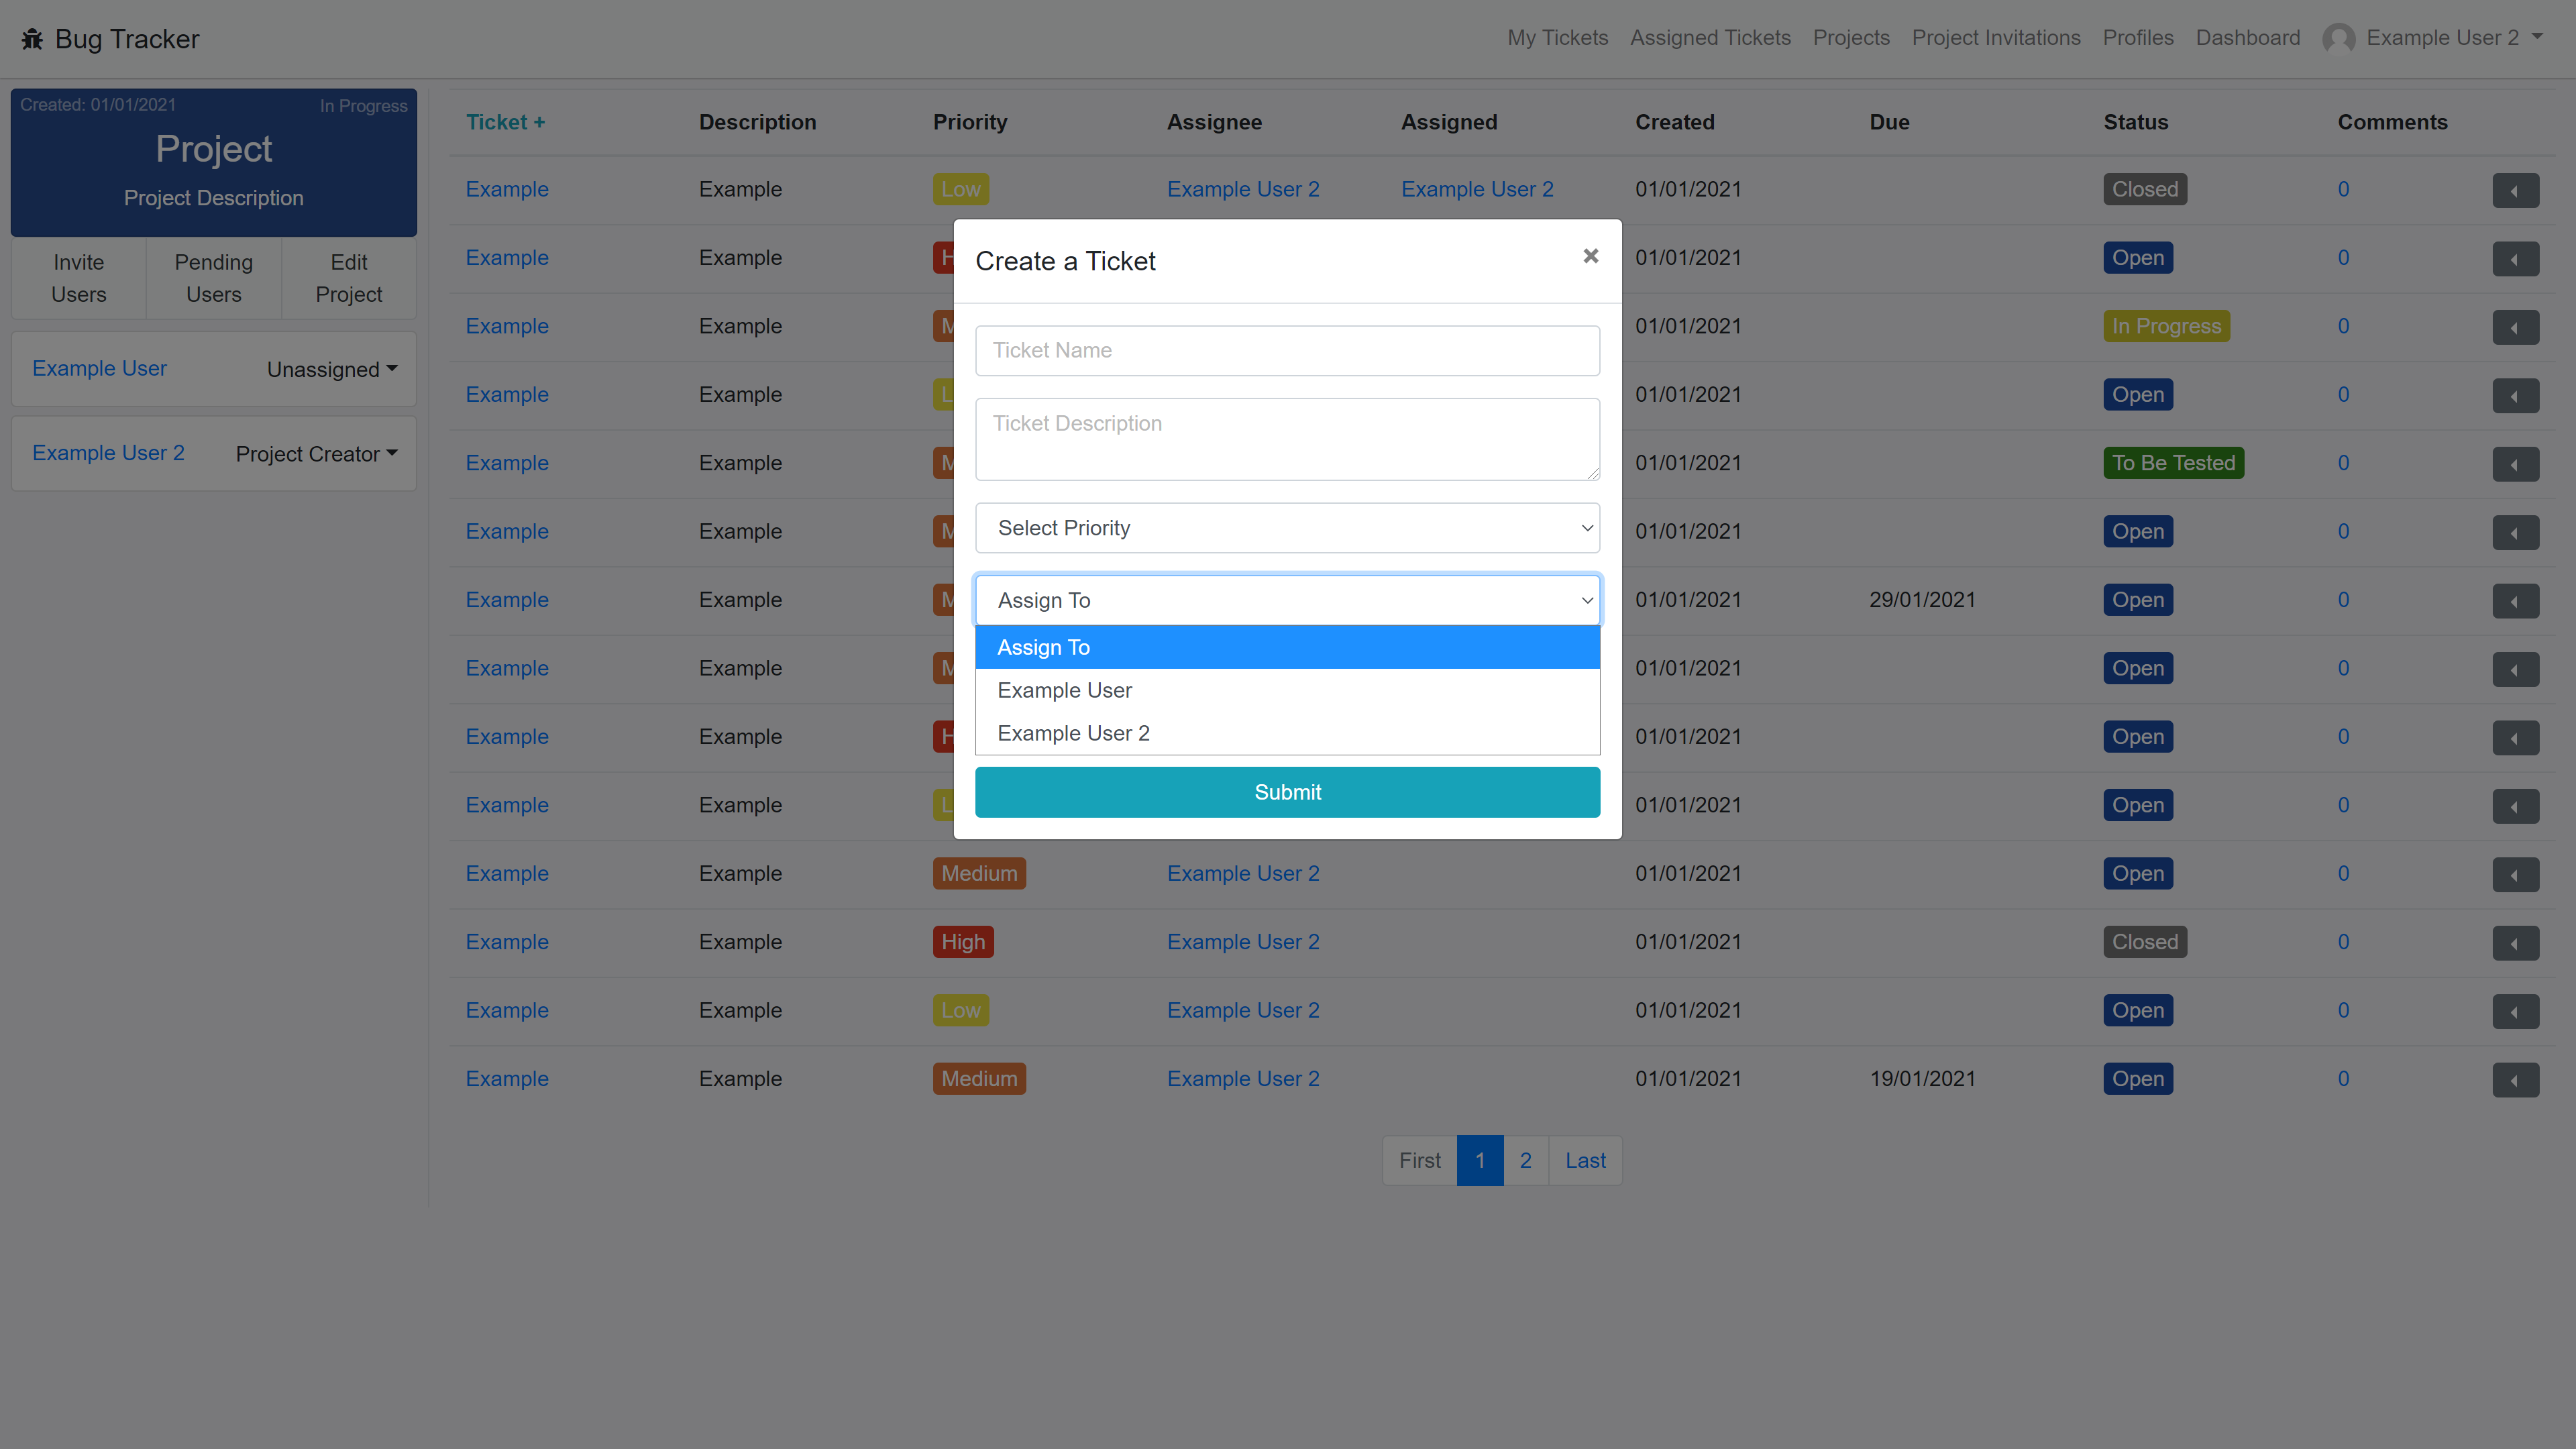 Bug Tracker My Tickets Assigned Tickets Projects Project Invitations Profiles Dashboard Example User 2
Created: 01/01/2021 In Progress
Project
Project Description
Invite Users Pending Users Edit Project
Example User Unassigned
Example User 2 Project Creator
Ticket + Description Priority Assignee Assigned Created Due Status Comments
Example Example Low Example User 2 Example User 2 01/01/2021 Closed 0
Example Example H 01/01/2021 Open 0
Example Example M 01/01/2021 In Progress 0
Example Example L 01/01/2021 Open 0
Example Example M 01/01/2021 To Be Tested 0
Example Example M 01/01/2021 Open 0
Example Example M 01/01/2021 29/01/2021 Open 0
Example Example M 01/01/2021 Open 0
Example Example H 01/01/2021 Open 0
Example Example L 01/01/2021 Open 0
Example Example Medium Example User 2 01/01/2021 Open 0
Example Example High Example User 2 01/01/2021 Closed 0
Example Example Low Example User 2 01/01/2021 Open 0
Example Example Medium Example User 2 01/01/2021 19/01/2021 Open 0
First 1 2 Last
Create a Ticket ×
Ticket Name
Ticket Description
Select Priority
Assign To
Assign To
Example User
Example User 2
Submit